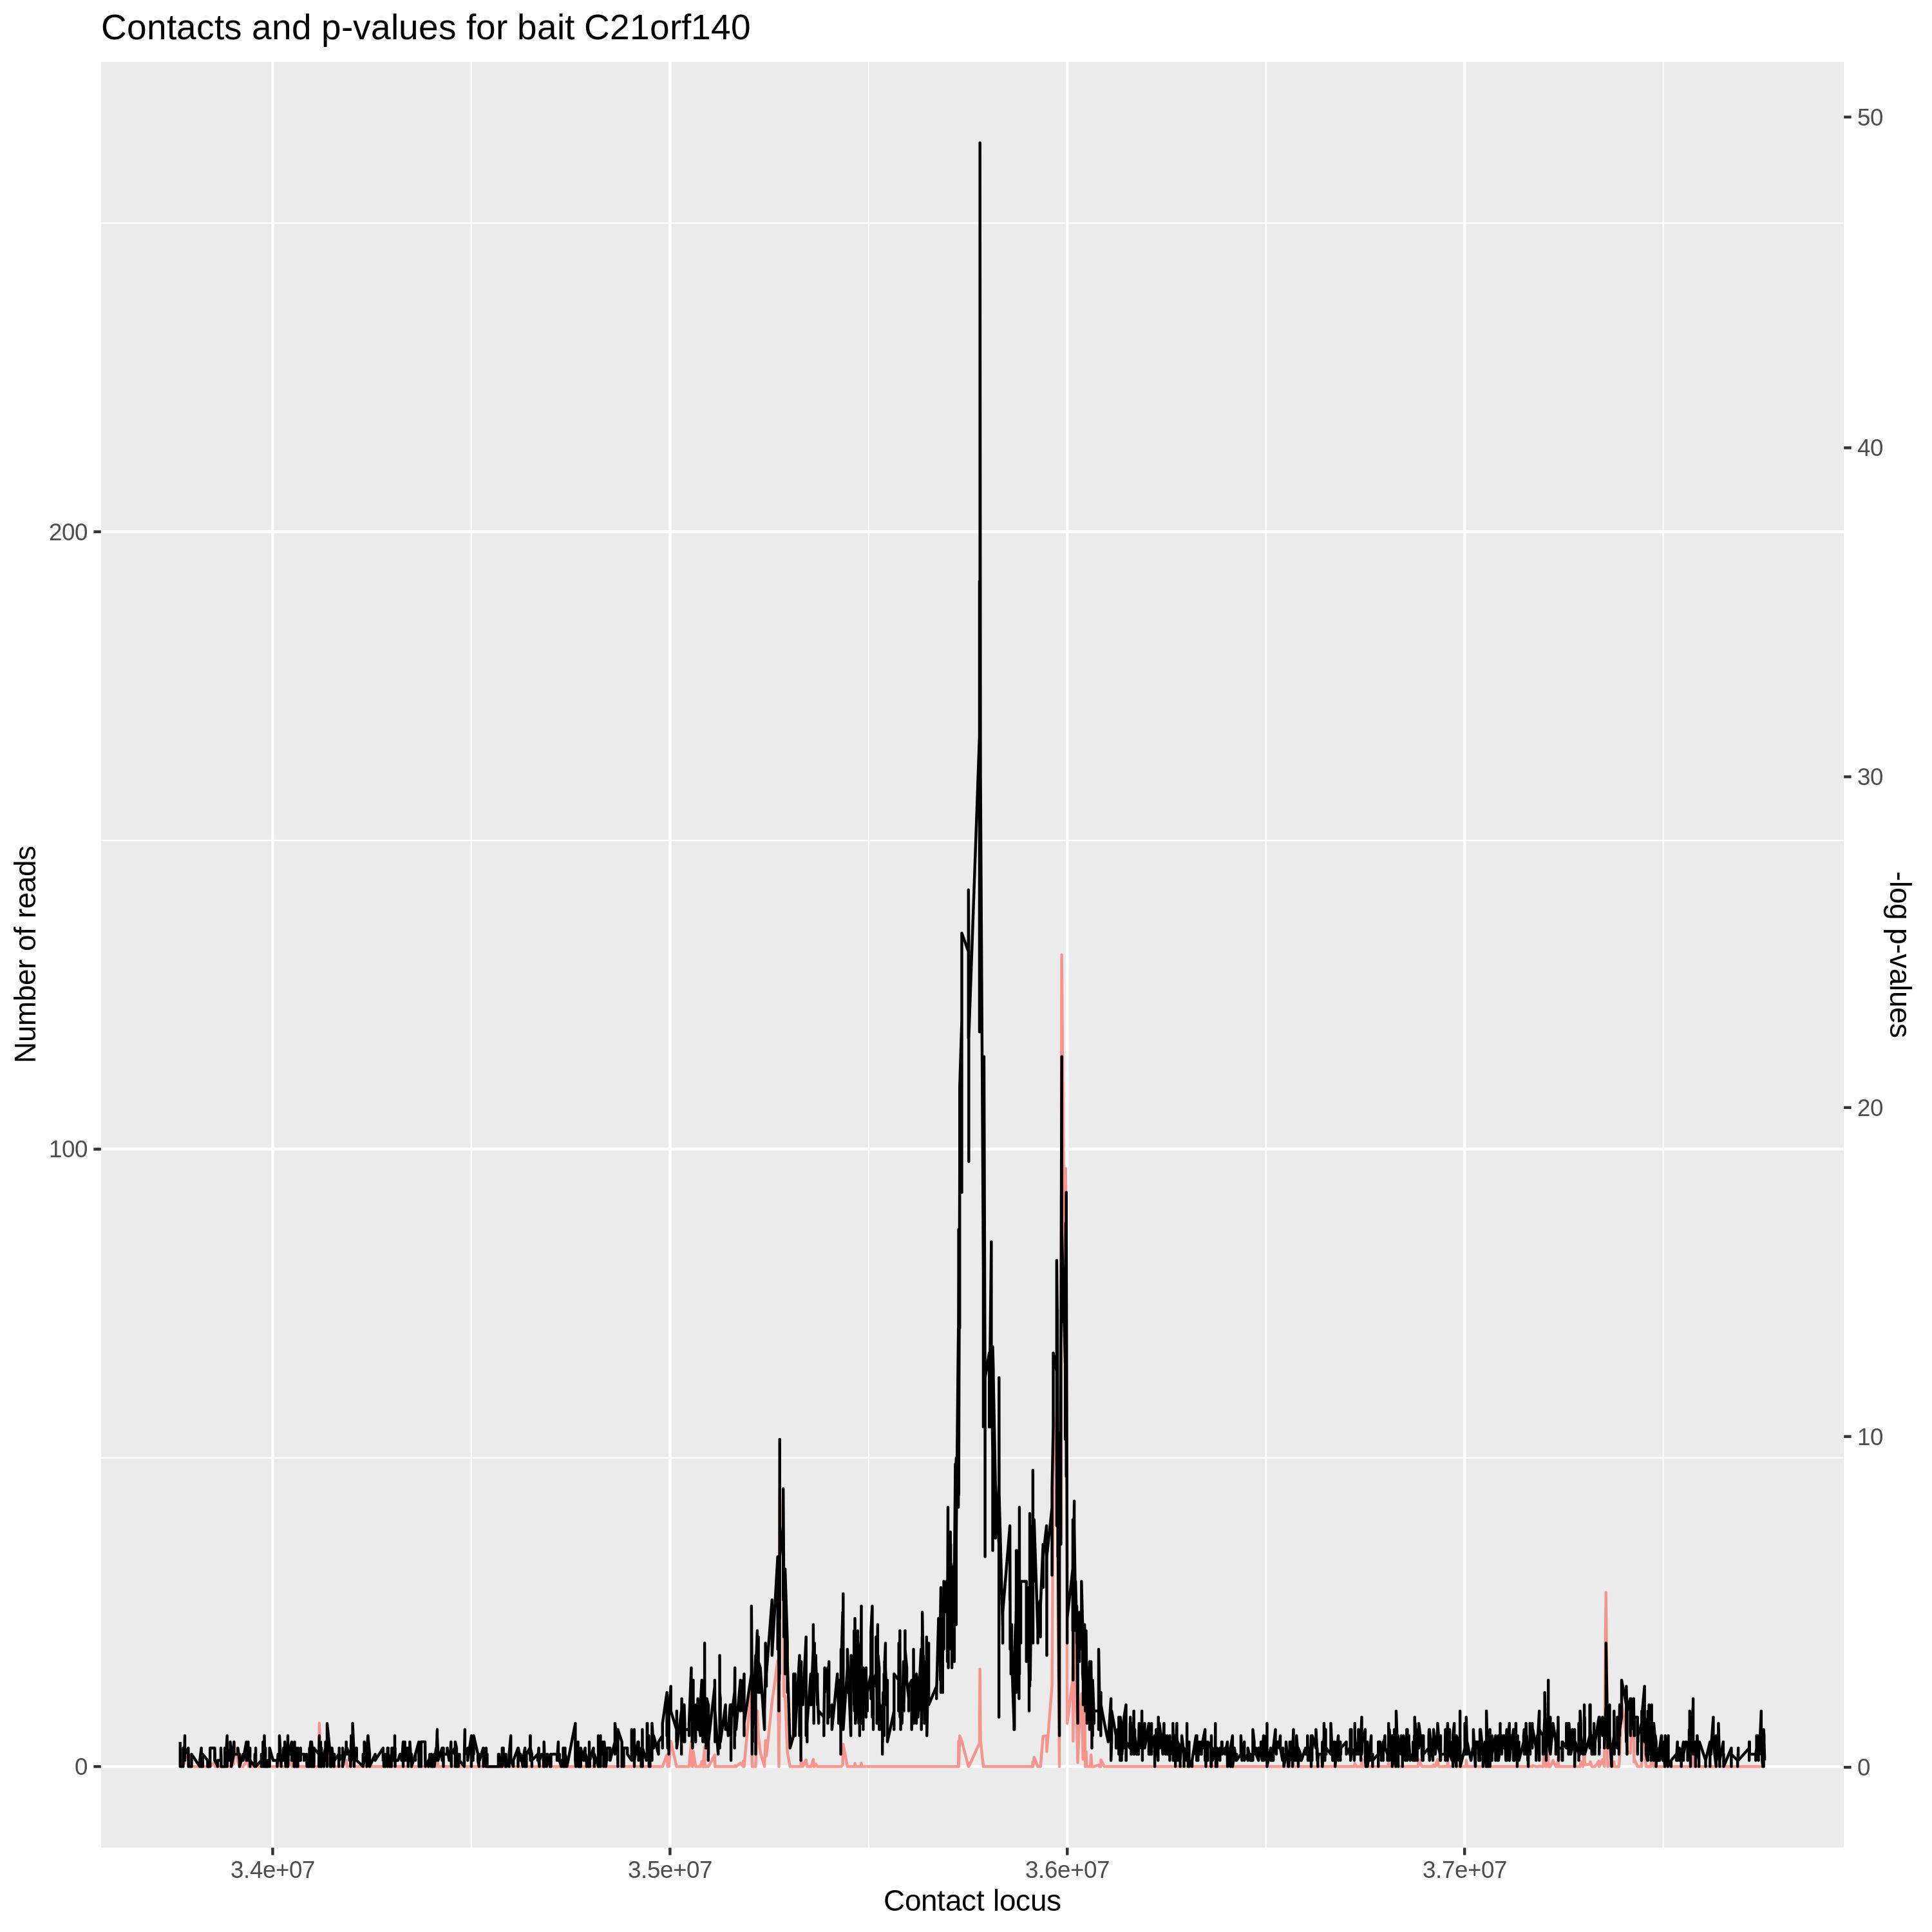 Contacts and p-values for bait C21orf140
Number of reads
200
100
0
50
40
30
20
10
0
-log p-values
3.4e+07 3.5e+07 3.6e+07 3.7e+07
Contact locus